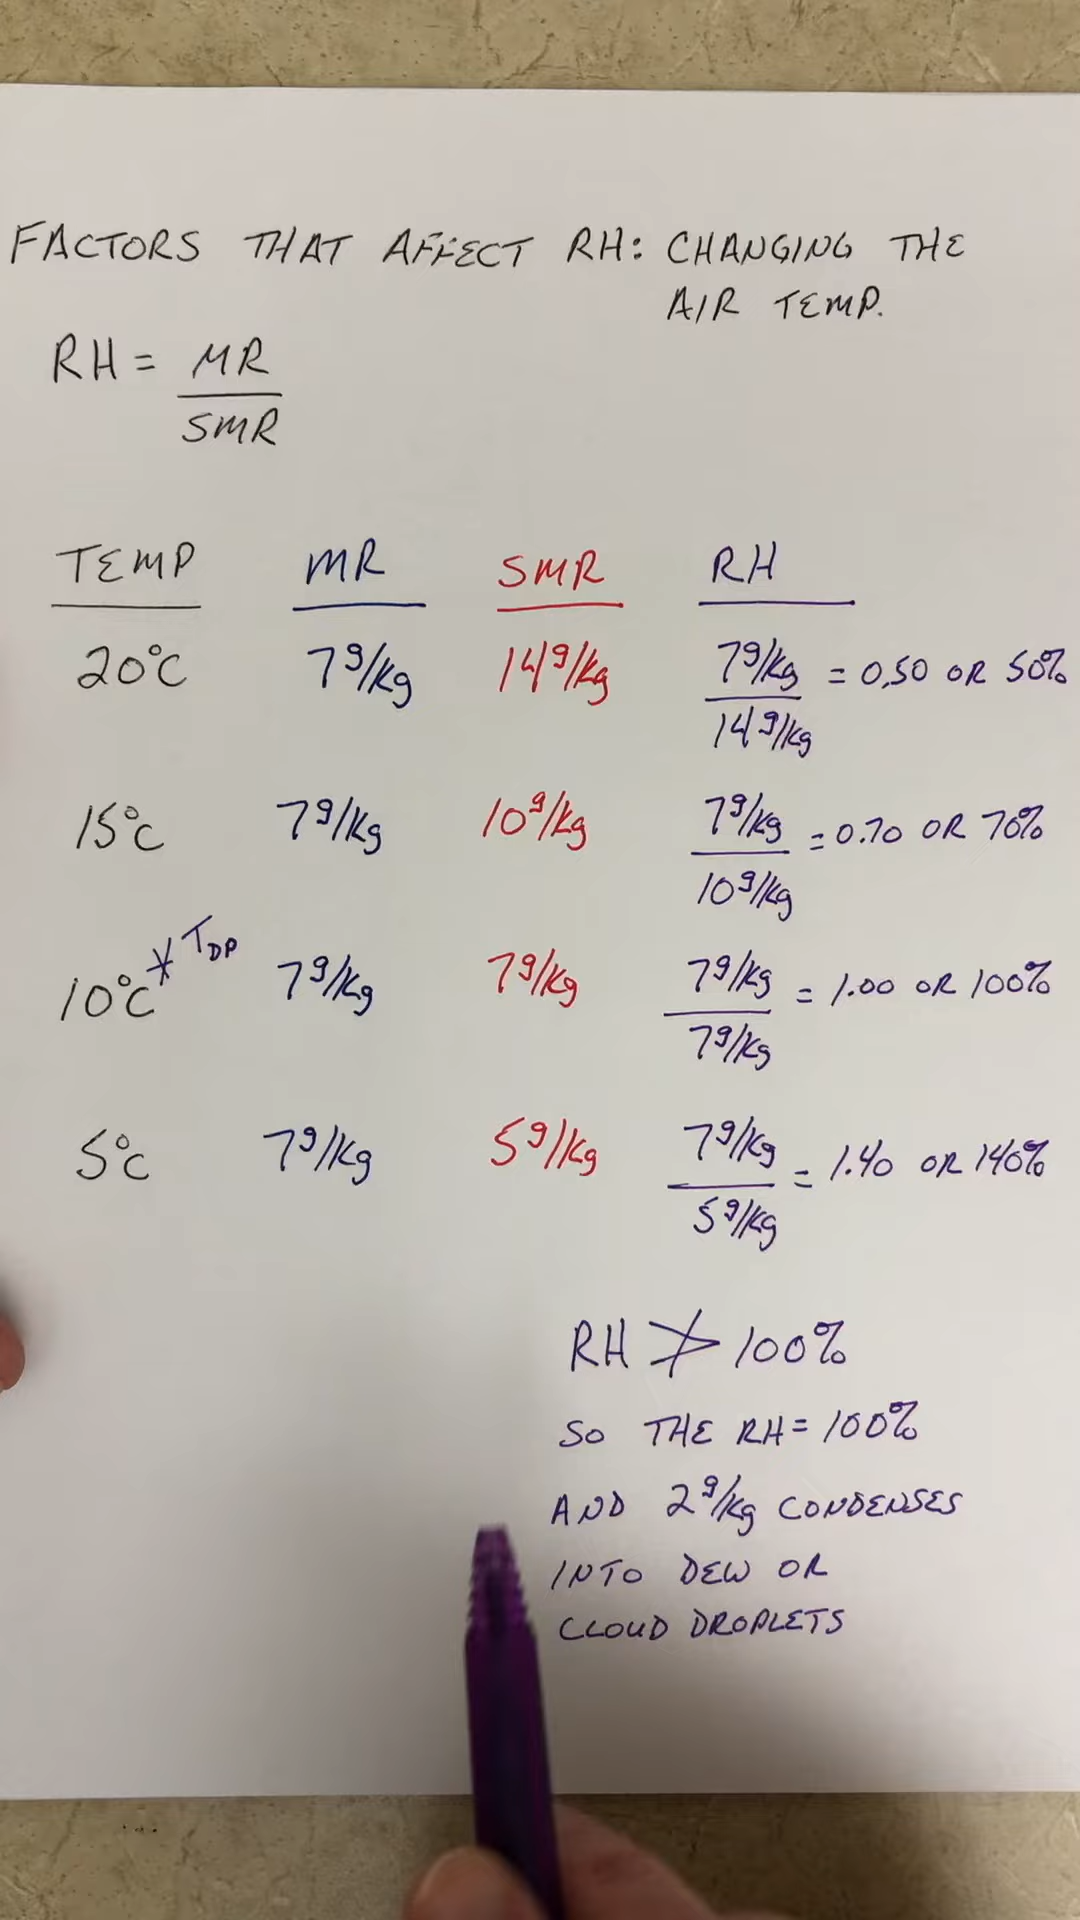 FACTORS THAT AFFECT RH: CHANGING THE
AIR TEMP.
RH = MR
SMR
TEMP MR SMR RH
20°C 7g/kg 14g/kg 7g/kg = 0.50 OR 50%
14g/kg
15°C 7g/kg 10g/kg 7g/kg = 0.70 OR 70%
10g/kg
10°C* TDP 7g/kg 7g/kg 7g/kg = 1.00 OR 100%
7g/kg
5°C 7g/kg 5g/kg 7g/kg = 1.40 OR 140%
5g/kg
RH ≯ 100%
SO THE RH = 100%
AND 2g/kg CONDENSES
INTO DEW OR
CLOUD DROPLETS